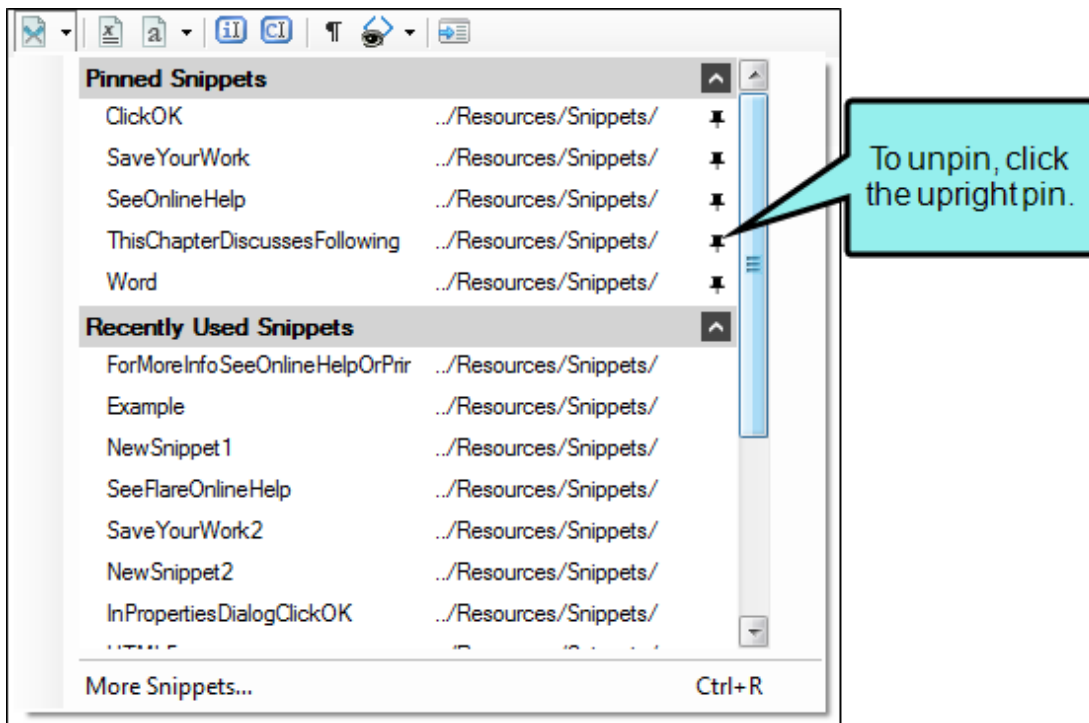 Pinned Snippets
ClickOK ../Resources/Snippets/
SaveYourWork ../Resources/Snippets/
SeeOnlineHelp ../Resources/Snippets/
ThisChapterDiscussesFollowing ../Resources/Snippets/
Word ../Resources/Snippets/
Recently Used Snippets
ForMoreInfoSeeOnlineHelpOrPrir ../Resources/Snippets/
Example ../Resources/Snippets/
NewSnippet1 ../Resources/Snippets/
SeeFlareOnlineHelp ../Resources/Snippets/
SaveYourWork2 ../Resources/Snippets/
NewSnippet2 ../Resources/Snippets/
InPropertiesDialogClickOK ../Resources/Snippets/
More Snippets... Ctrl+R
To unpin, click
the upright pin.